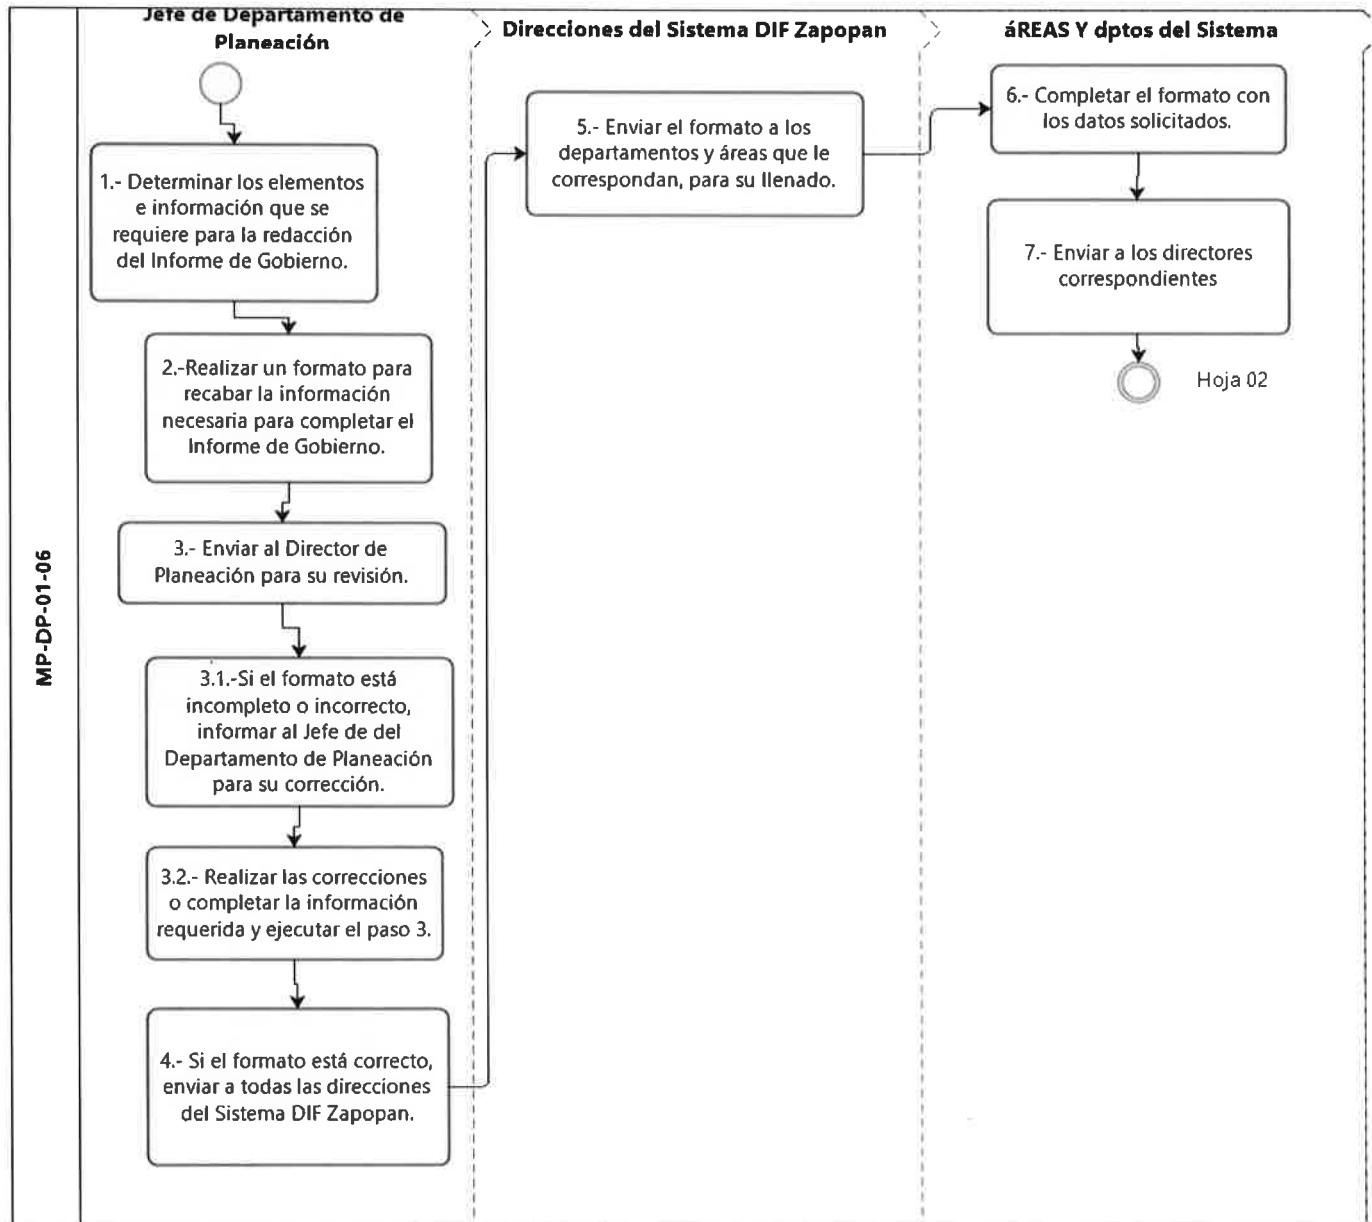 Jefe de Departamento de
Planeación
Direcciones del Sistema DIF Zapopan
áREAS Y dptos del Sistema
MP-DP-01-06
1.- Determinar los elementos
e información que se
requiere para la redacción
del Informe de Gobierno.
2.-Realizar un formato para
recabar la información
necesaria para completar el
Informe de Gobierno.
3.- Enviar al Director de
Planeación para su revisión.
3.1.-Si el formato está
incompleto o incorrecto,
informar al Jefe de del
Departamento de Planeación
para su corrección.
3.2.- Realizar las correcciones
o completar la información
requerida y ejecutar el paso 3.
4.- Si el formato está correcto,
enviar a todas las direcciones
del Sistema DIF Zapopan.
5.- Enviar el formato a los
departamentos y áreas que le
correspondan, para su llenado.
6.- Completar el formato con
los datos solicitados.
7.- Enviar a los directores
correspondientes
Hoja 02